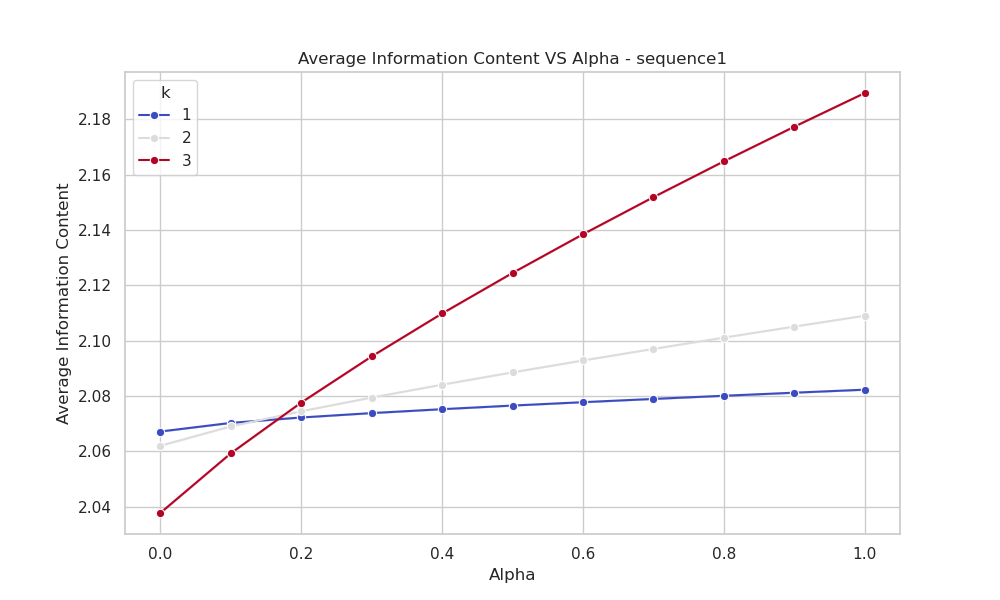 Average Information Content VS Alpha - sequence1
k
1
2
3
Average Information Content
2.18
2.16
2.14
2.12
2.10
2.08
2.06
2.04
0.0 0.2 0.4 0.6 0.8 1.0
Alpha